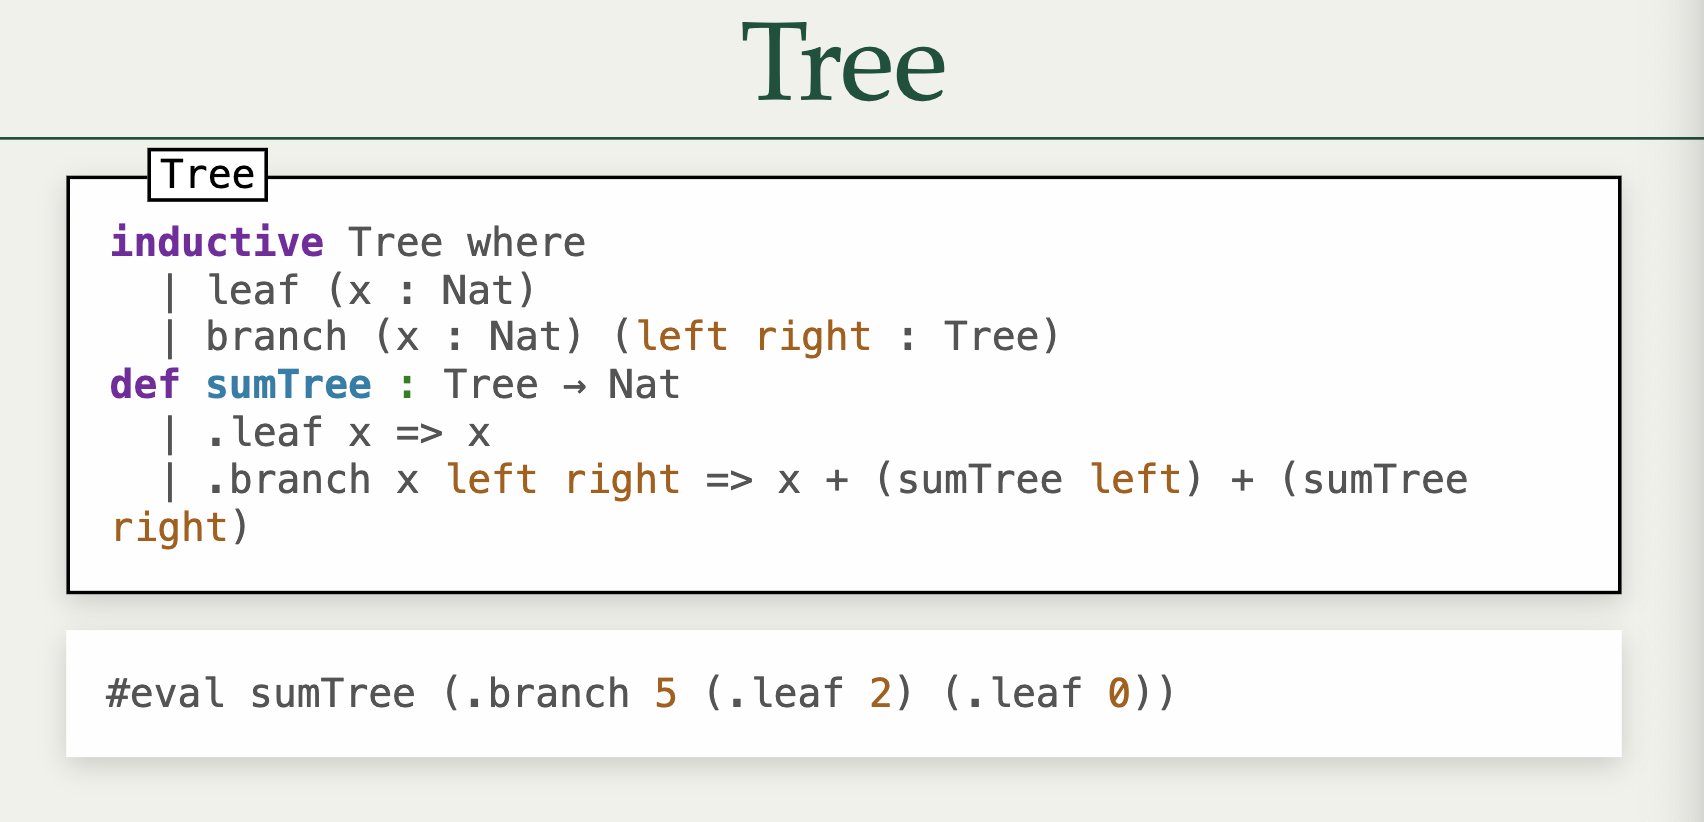 Tree
Tree
inductive Tree where
  | leaf (x : Nat)
  | branch (x : Nat) (left right : Tree)
def sumTree : Tree → Nat
  | .leaf x => x
  | .branch x left right => x + (sumTree left) + (sumTree
right)
#eval sumTree (.branch 5 (.leaf 2) (.leaf 0))